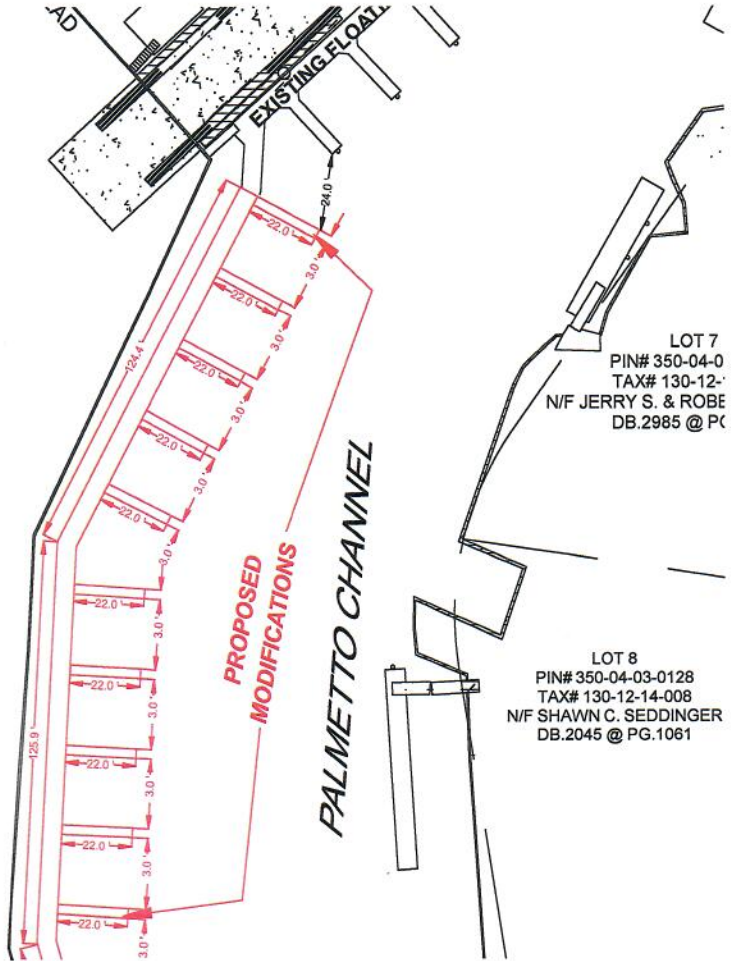 AD
EXISTING FLOATI
24.0'
22.0'
3.0'
22.0'
3.0'
124.4'
22.0'
3.0'
22.0'
3.0'
22.0'
3.0'
LOT 7
PIN# 350-04-0
TAX# 130-12-
N/F JERRY S. & ROBE
DB.2985 @ PG
PROPOSED
MODIFICATIONS
PALMETTO CHANNEL
22.0'
3.0'
22.0'
3.0'
125.9'
22.0'
3.0'
22.0'
3.0'
22.0'
3.0'
LOT 8
PIN# 350-04-03-0128
TAX# 130-12-14-008
N/F SHAWN C. SEDDINGER
DB.2045 @ PG.1061